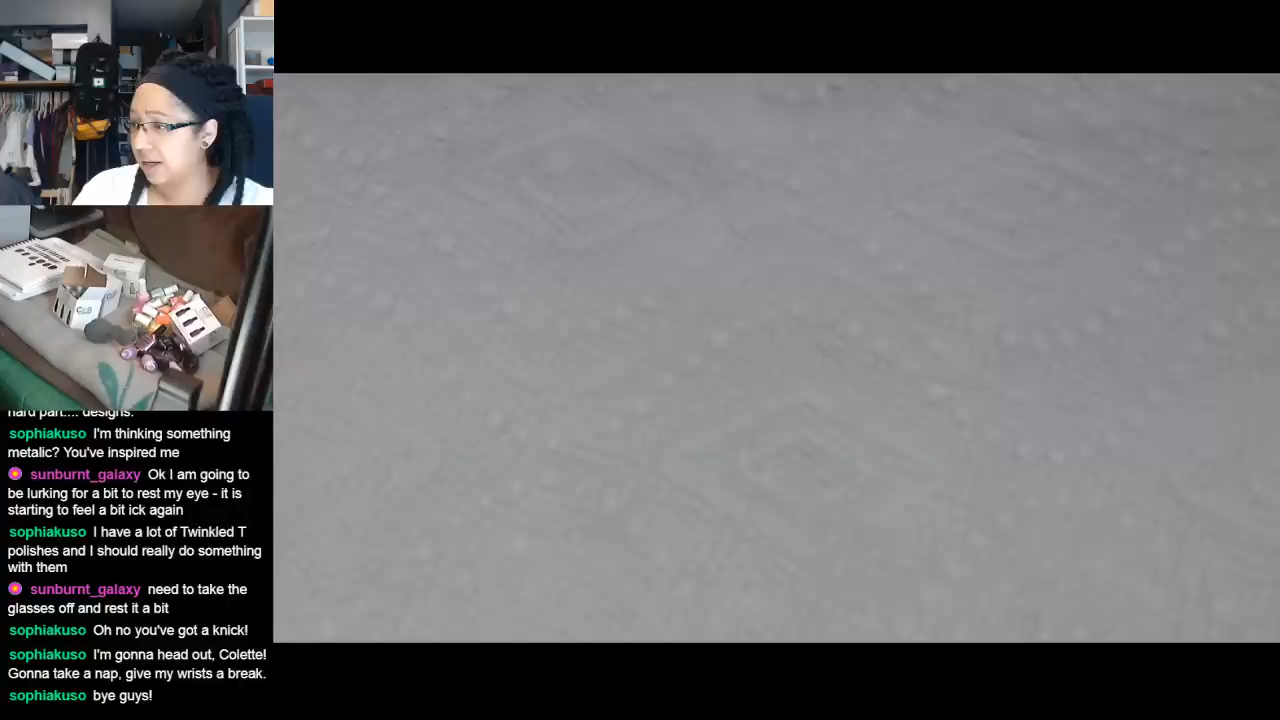 hard part.... designs.
sophiakuso I'm thinking something
metalic? You've inspired me
sunburnt_galaxy Ok I am going to
be lurking for a bit to rest my eye - it is
starting to feel a bit ick again
sophiakuso I have a lot of Twinkled T
polishes and I should really do something
with them
sunburnt_galaxy need to take the
glasses off and rest it a bit
sophiakuso Oh no you've got a knick!
sophiakuso I'm gonna head out, Colette!
Gonna take a nap, give my wrists a break.
sophiakuso bye guys!